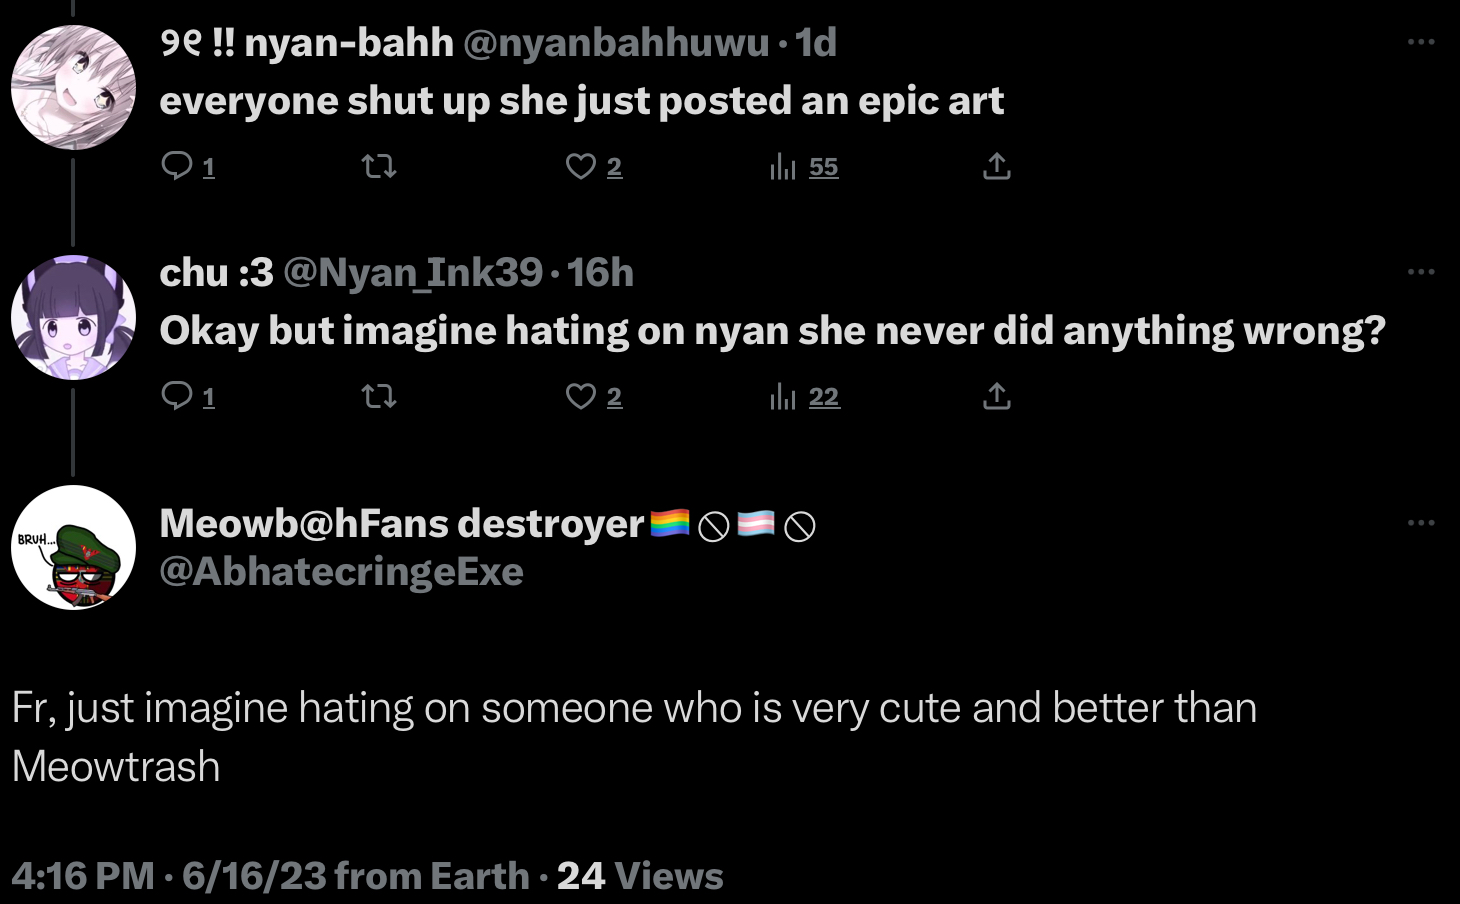 ୨୧ !! nyan-bahh @nyanbahhuwu · 1d
everyone shut up she just posted an epic art
1 2 55
chu :3 @Nyan_Ink39 · 16h
Okay but imagine hating on nyan she never did anything wrong?
1 2 22
BRUH...
Meowb@hFans destroyer🏳️‍🌈🚫🏳️‍⚧️🚫
@AbhatecringeExe
Fr, just imagine hating on someone who is very cute and better than
Meowtrash
4:16 PM · 6/16/23 from Earth · 24 Views